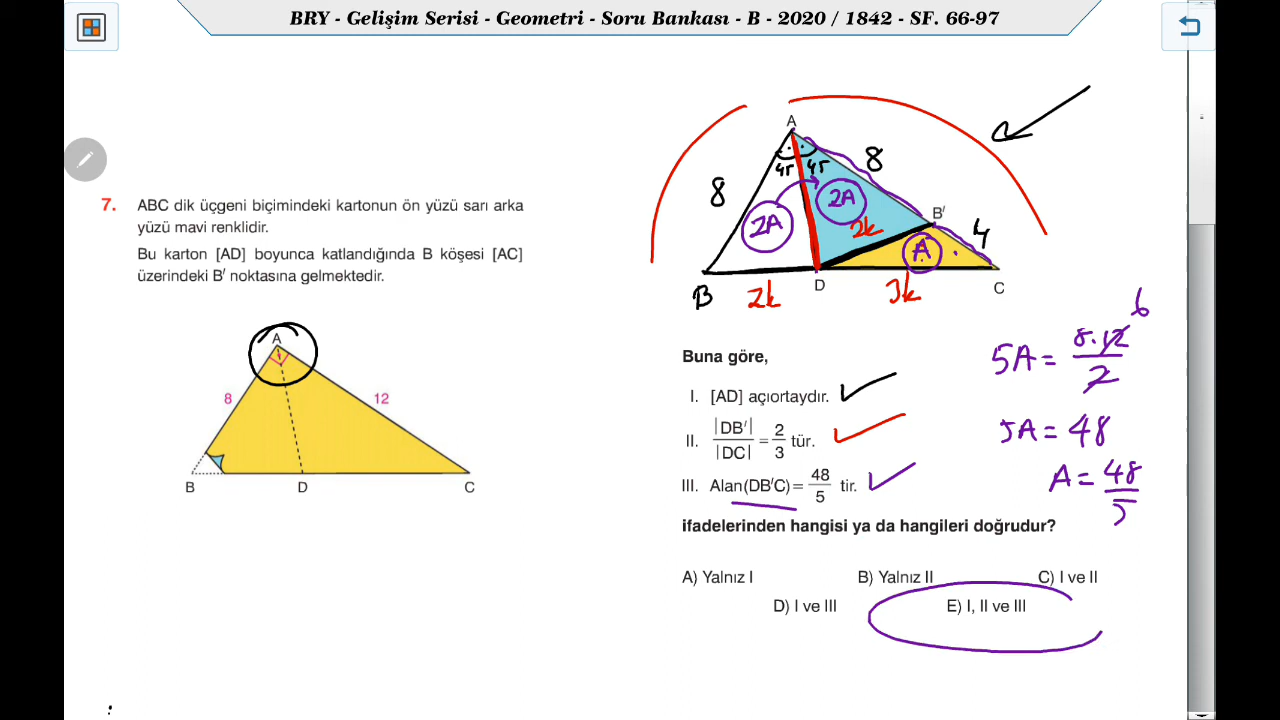 BRY - Gelişim Serisi - Geometri - Soru Bankası - B - 2020 / 1842 - SF. 66-97
7. ABC dik üçgeni biçimindeki kartonun ön yüzü sarı arka
yüzü mavi renklidir.
Bu karton [AD] boyunca katlandığında B köşesi [AC]
üzerindeki B' noktasına gelmektedir.
A
8
12
B
D
C
A
45
45
8
8
2A
2A
2k
B'
4
A
B
2k
D
3k
C
Buna göre,
I. [AD] açıortaydır.
II. |DB'| / |DC| = 2/3 tür.
III. Alan(DB'C) = 48/5 tir.
ifadelerinden hangisi ya da hangileri doğrudur?
A) Yalnız I B) Yalnız II C) I ve II
D) I ve III E) I, II ve III
5A = 8.12/2 6
5A = 48
A = 48/5